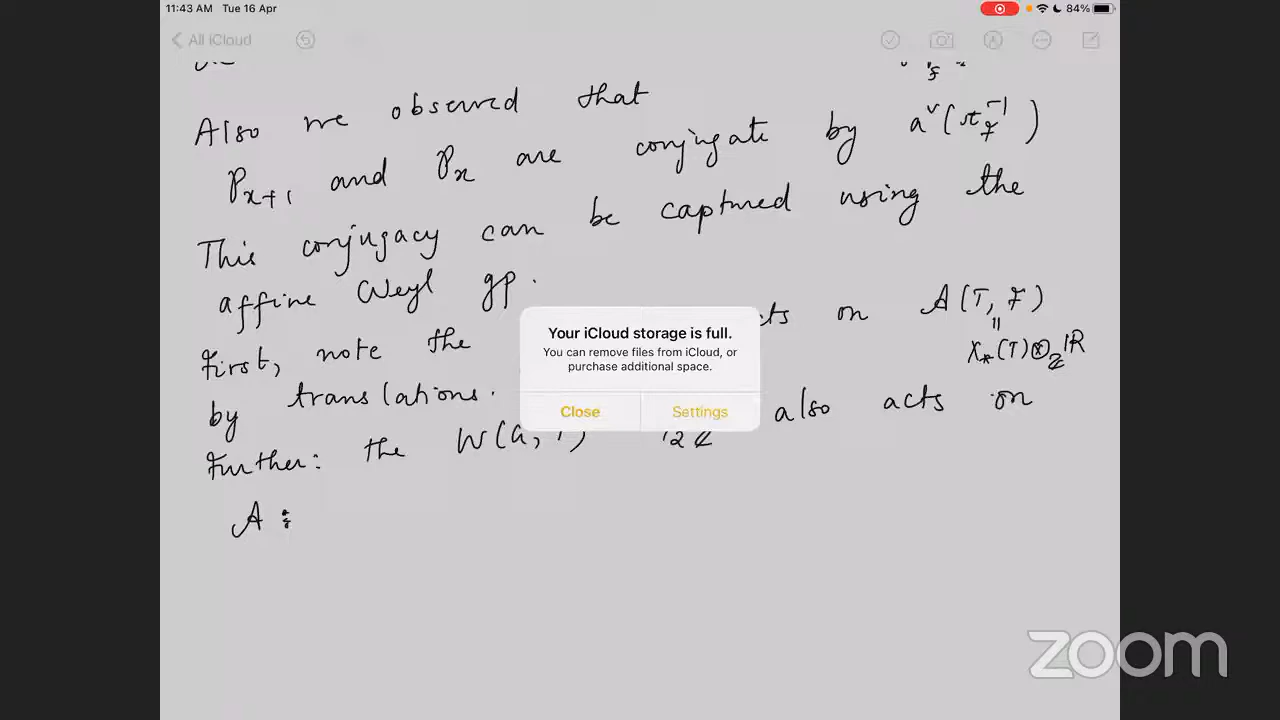 11:43 AM Tue 16 Apr 84%
All iCloud
Also we observed that
P_{x+1} and P_x are conjugate by a^v(π_F^{-1})
This conjugacy can be captured using the
affine Weyl gp.
First, note the acts on A(T, F)
||
X_*(T)⊗_ℤ ℝ
by translations.
Further: the W(G, T) also acts on
A :
Your iCloud storage is full.
You can remove files from iCloud, or
purchase additional space.
Close Settings
zoom